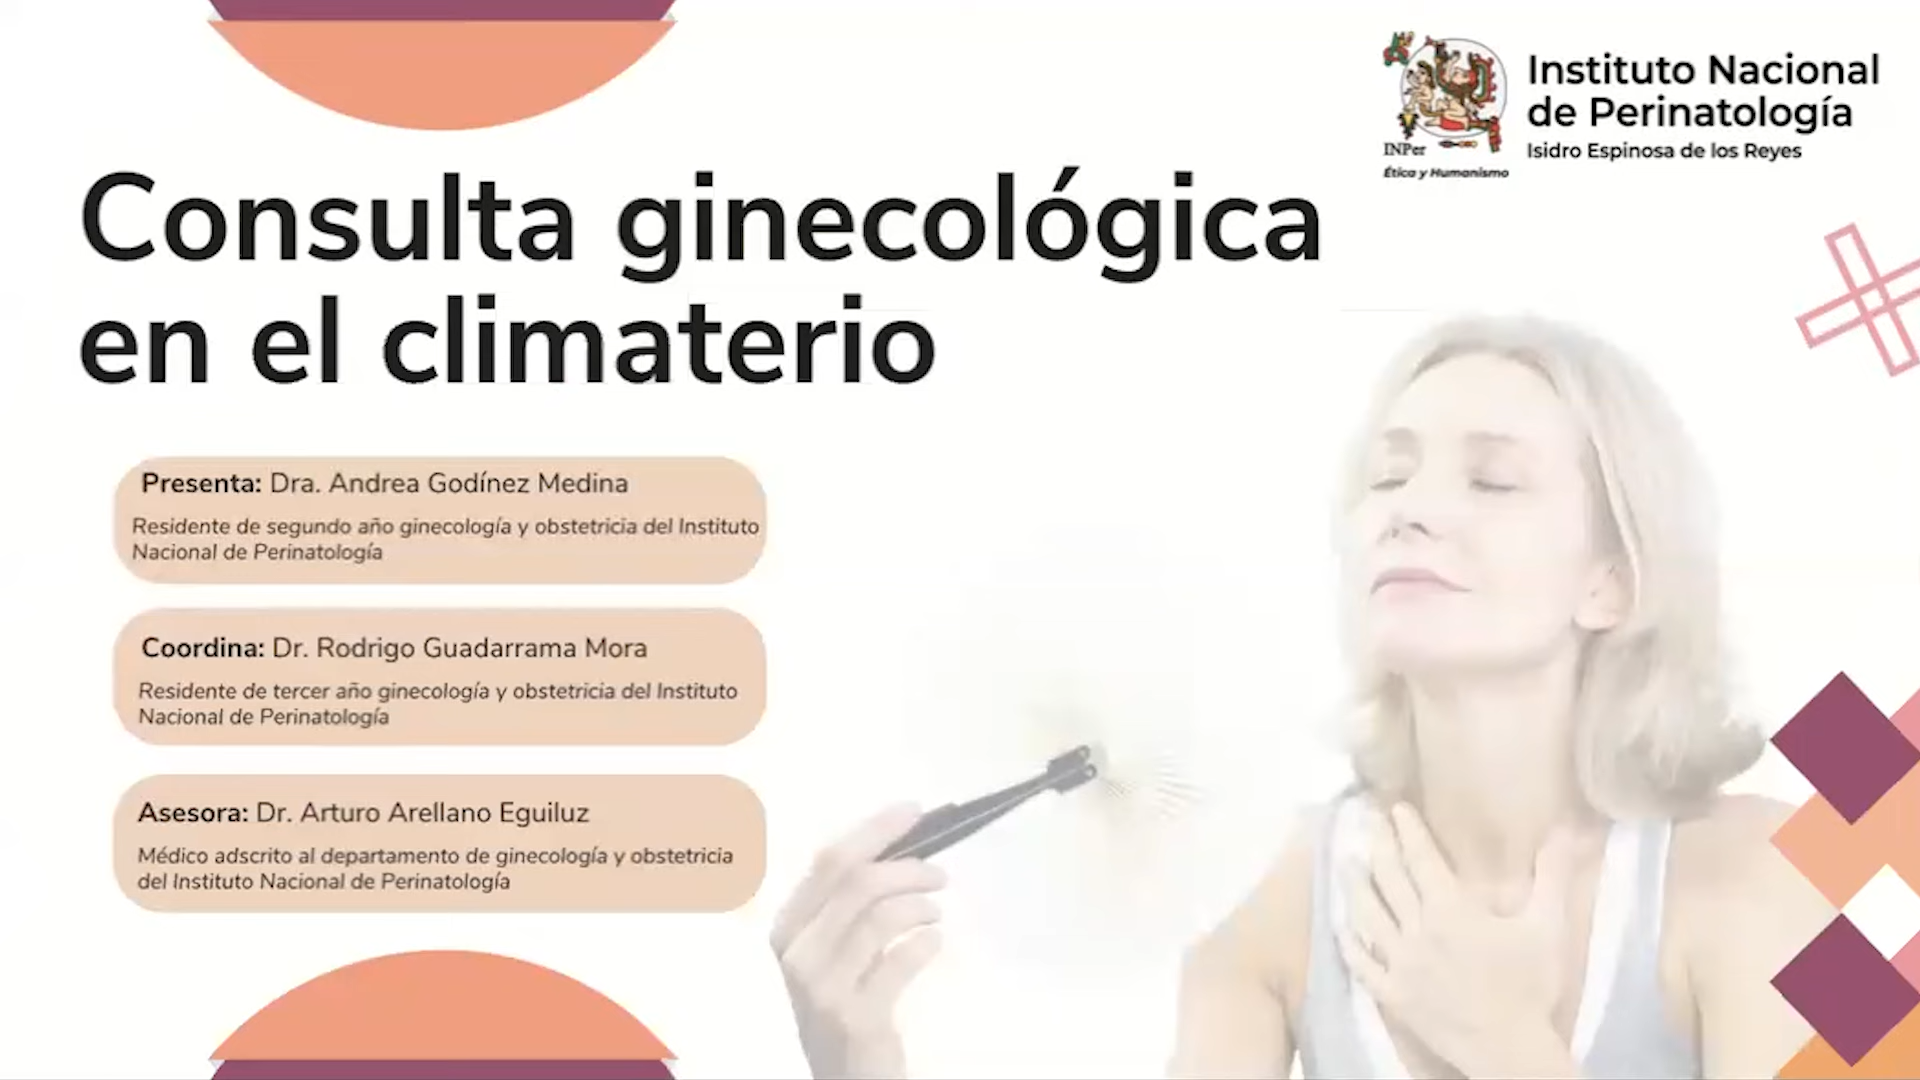 Instituto Nacional
de Perinatología
Isidro Espinosa de los Reyes
INPer
Ética y Humanismo
Consulta ginecológica
en el climaterio
Presenta: Dra. Andrea Godínez Medina
Residente de segundo año ginecología y obstetricia del Instituto
Nacional de Perinatología
Coordina: Dr. Rodrigo Guadarrama Mora
Residente de tercer año ginecología y obstetricia del Instituto
Nacional de Perinatología
Asesora: Dr. Arturo Arellano Eguiluz
Médico adscrito al departamento de ginecología y obstetricia
del Instituto Nacional de Perinatología